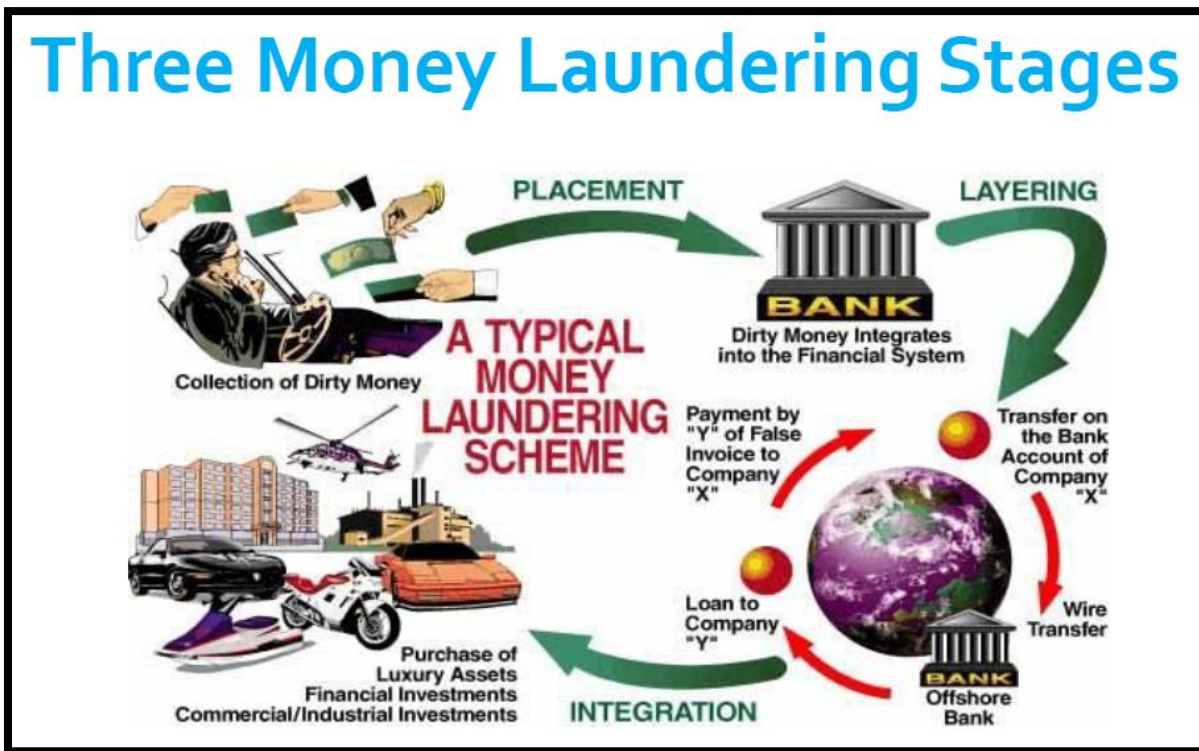 Three Money Laundering Stages
PLACEMENT
LAYERING
BANK
Dirty Money Integrates
into the Financial System
Collection of Dirty Money
A TYPICAL
MONEY
LAUNDERING
SCHEME
Payment by
"Y" of False
Invoice to
Company
"X"
Transfer on
the Bank
Account of
Company
"X"
Loan to
Company
"Y"
Wire
Transfer
BANK
Offshore
Bank
Purchase of
Luxury Assets
Financial Investments
Commercial/Industrial Investments
INTEGRATION